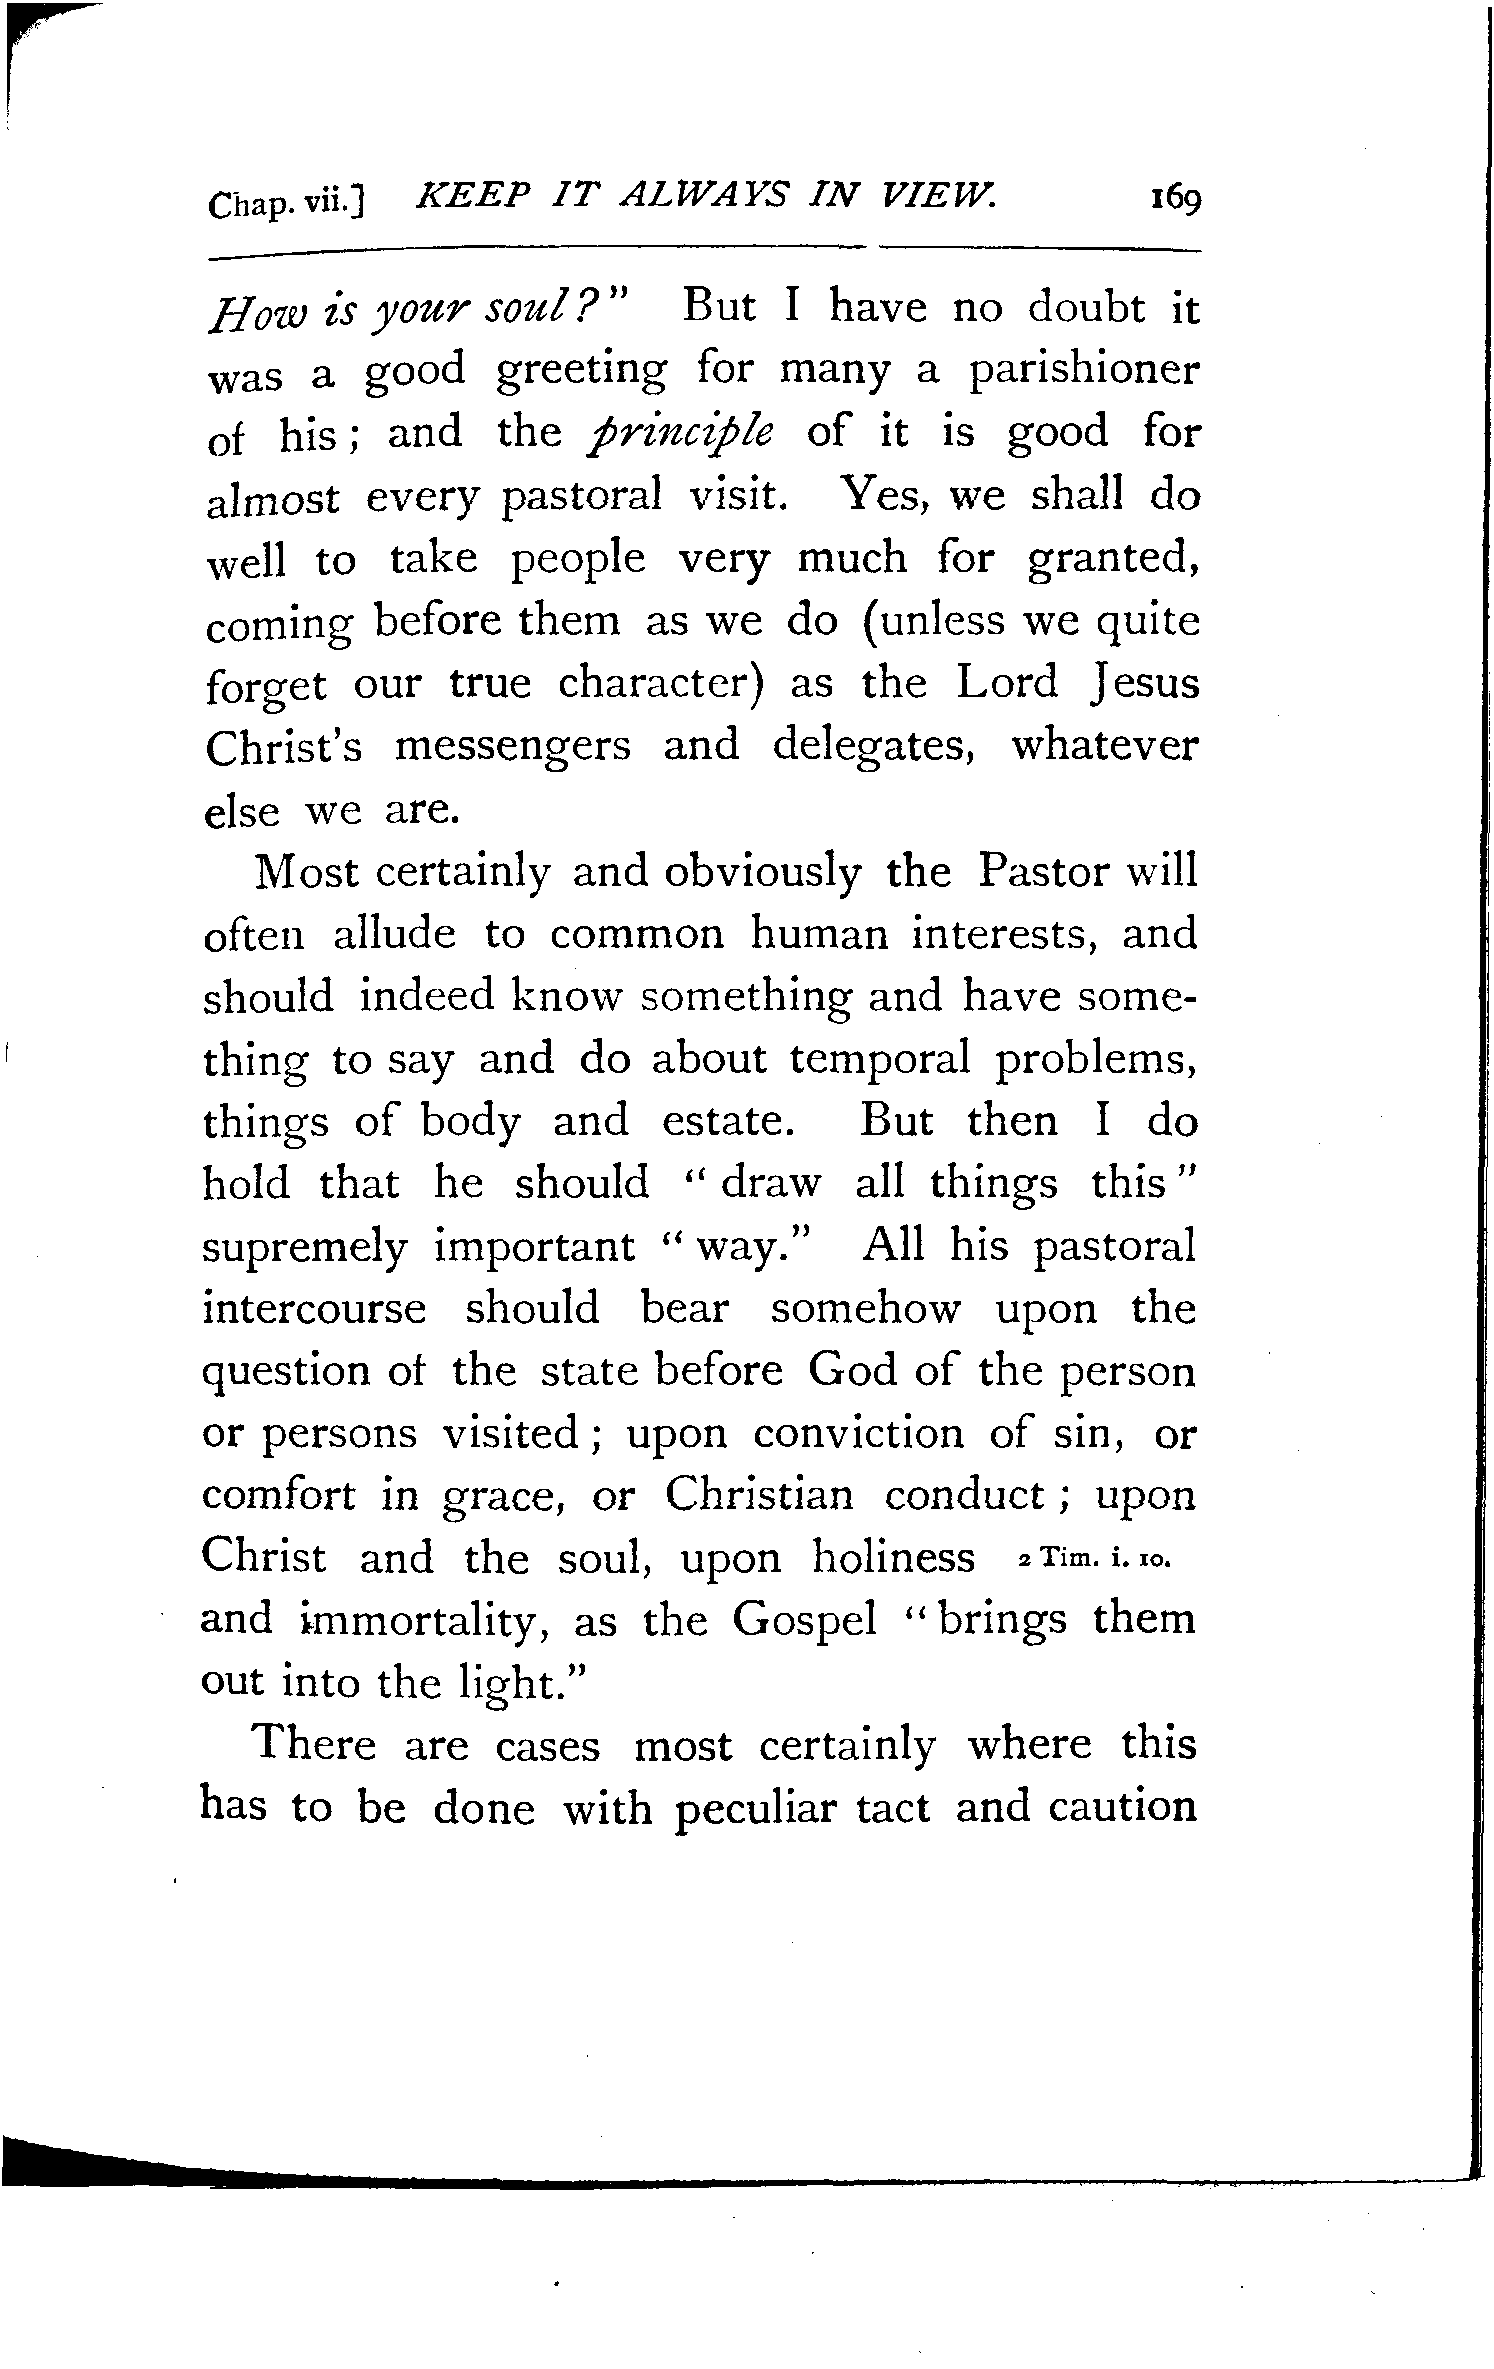 Chap. vii.] KEEP IT ALWAYS IN VIEW. 169
How is your soul?" But I have no doubt it
was a good greeting for many a parishioner
of his; and the principle of it is good for
almost every pastoral visit. Yes, we shall do
well to take people very much for granted,
coming before them as we do (unless we quite
forget our true character) as the Lord Jesus
Christ's messengers and delegates, whatever
else we are.
Most certainly and obviously the Pastor will
often allude to common human interests, and
should indeed know something and have some-
thing to say and do about temporal problems,
things of body and estate. But then I do
hold that he should "draw all things this"
supremely important "way." All his pastoral
intercourse should bear somehow upon the
question of the state before God of the person
or persons visited; upon conviction of sin, or
comfort in grace, or Christian conduct; upon
Christ and the soul, upon holiness 2 Tim. i. 10.
and immortality, as the Gospel "brings them
out into the light."
There are cases most certainly where this
has to be done with peculiar tact and caution